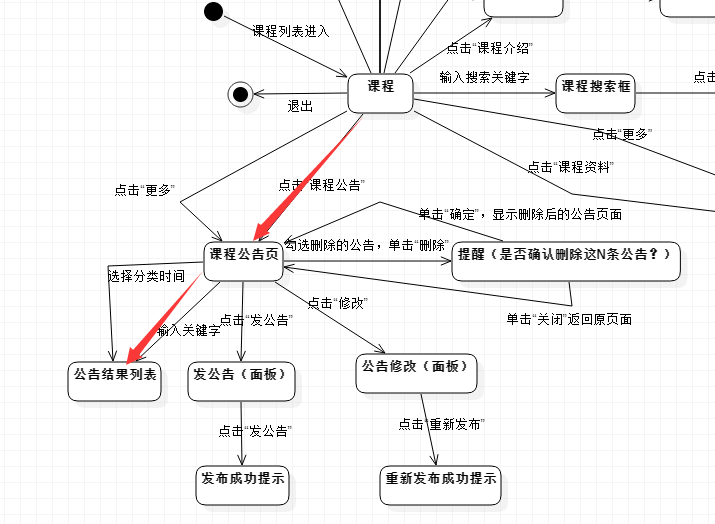 课程列表进入
点击“课程介绍”
输入搜索关键字
课程
课程搜索框
点击
退出
点击“更多”
点击“课程资料”
点击“更多”
点击“课程公告”
单击“确定”，显示删除后的公告页面
勾选删除的公告，单击“删除”
课程公告页
提醒（是否确认删除这N条公告？）
选择分类时间
点击“修改”
输入关键字
点击“发公告”
单击“关闭”返回原页面
公告结果列表
发公告（面板）
公告修改（面板）
点击“发公告”
点击“重新发布”
发布成功提示
重新发布成功提示